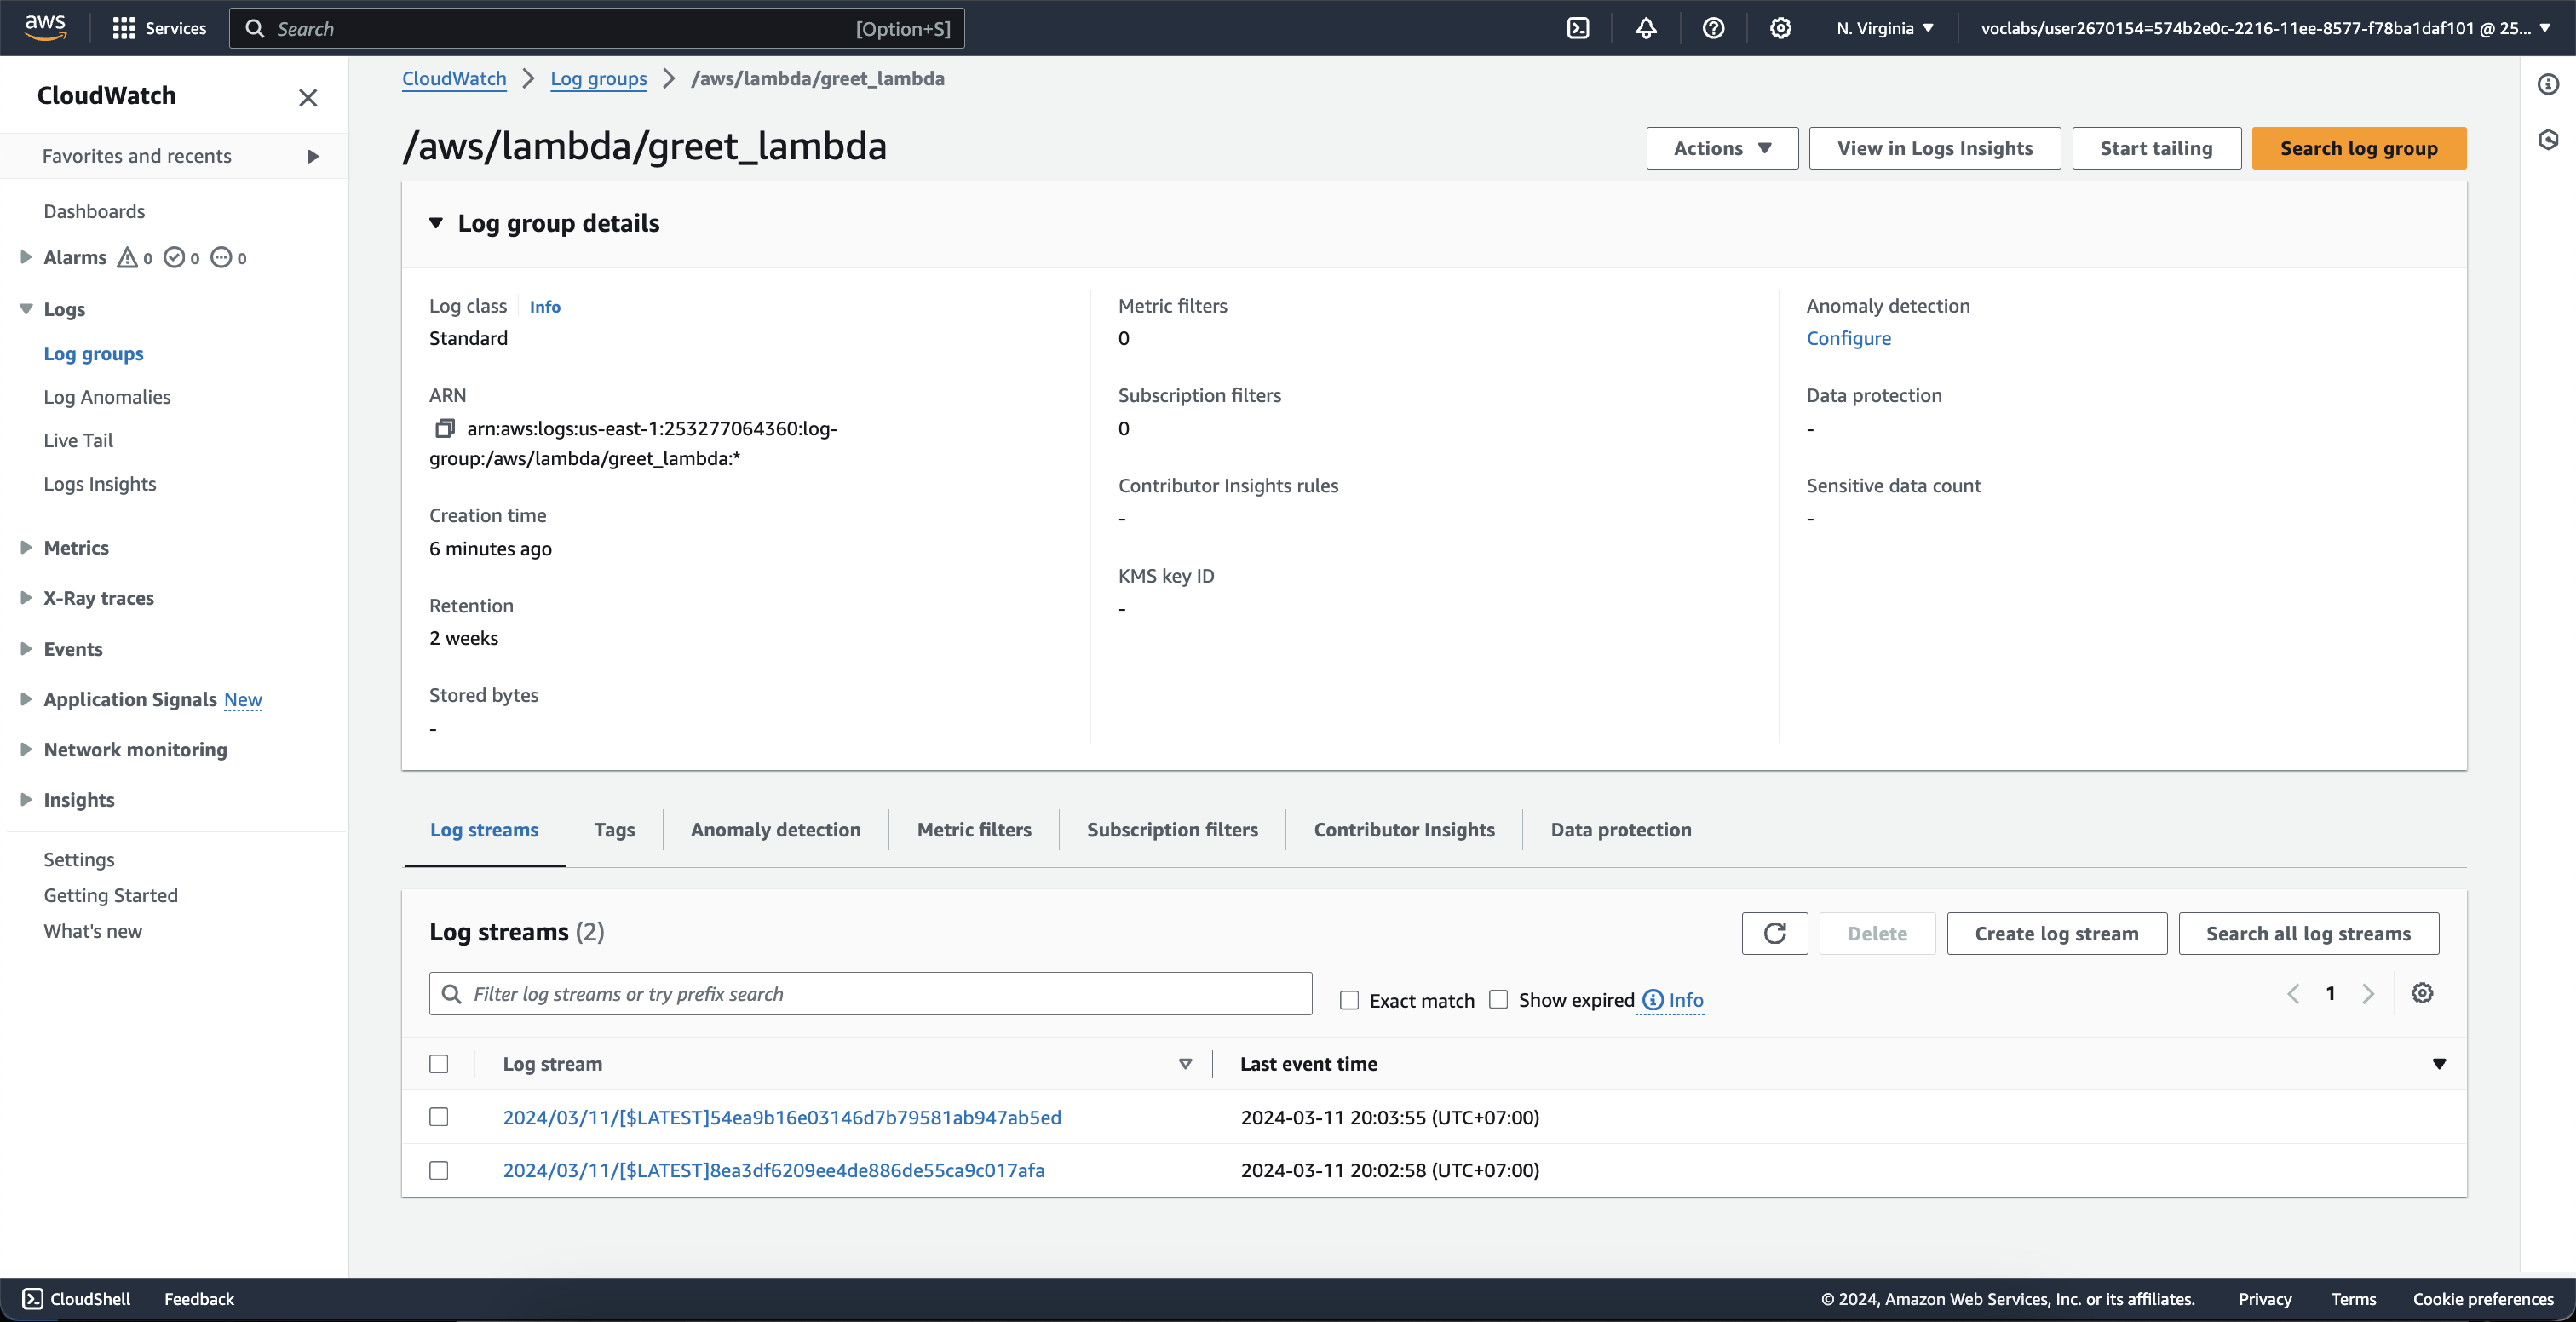 aws
Services
Search
[Option+S]
N. Virginia
voclabs/user2670154=574b2e0c-2216-11ee-8577-f78ba1daf101 @ 25...
CloudWatch
Favorites and recents
Dashboards
Alarms 0 0 0
Logs
Log groups
Log Anomalies
Live Tail
Logs Insights
Metrics
X-Ray traces
Events
Application Signals New
Network monitoring
Insights
Settings
Getting Started
What's new
CloudWatch
Log groups
/aws/lambda/greet_lambda
/aws/lambda/greet_lambda
Actions
View in Logs Insights
Start tailing
Search log group
Log group details
Log class Info
Standard
ARN
arn:aws:logs:us-east-1:253277064360:log-
group:/aws/lambda/greet_lambda:*
Creation time
6 minutes ago
Retention
2 weeks
Stored bytes
-
Metric filters
0
Subscription filters
0
Contributor Insights rules
-
KMS key ID
-
Anomaly detection
Configure
Data protection
-
Sensitive data count
-
Log streams
Tags
Anomaly detection
Metric filters
Subscription filters
Contributor Insights
Data protection
Log streams (2)
Delete
Create log stream
Search all log streams
Filter log streams or try prefix search
Exact match
Show expired
Info
1
Log stream
Last event time
2024/03/11/[$LATEST]54ea9b16e03146d7b79581ab947ab5ed
2024-03-11 20:03:55 (UTC+07:00)
2024/03/11/[$LATEST]8ea3df6209ee4de886de55ca9c017afa
2024-03-11 20:02:58 (UTC+07:00)
CloudShell
Feedback
© 2024, Amazon Web Services, Inc. or its affiliates.
Privacy
Terms
Cookie preferences